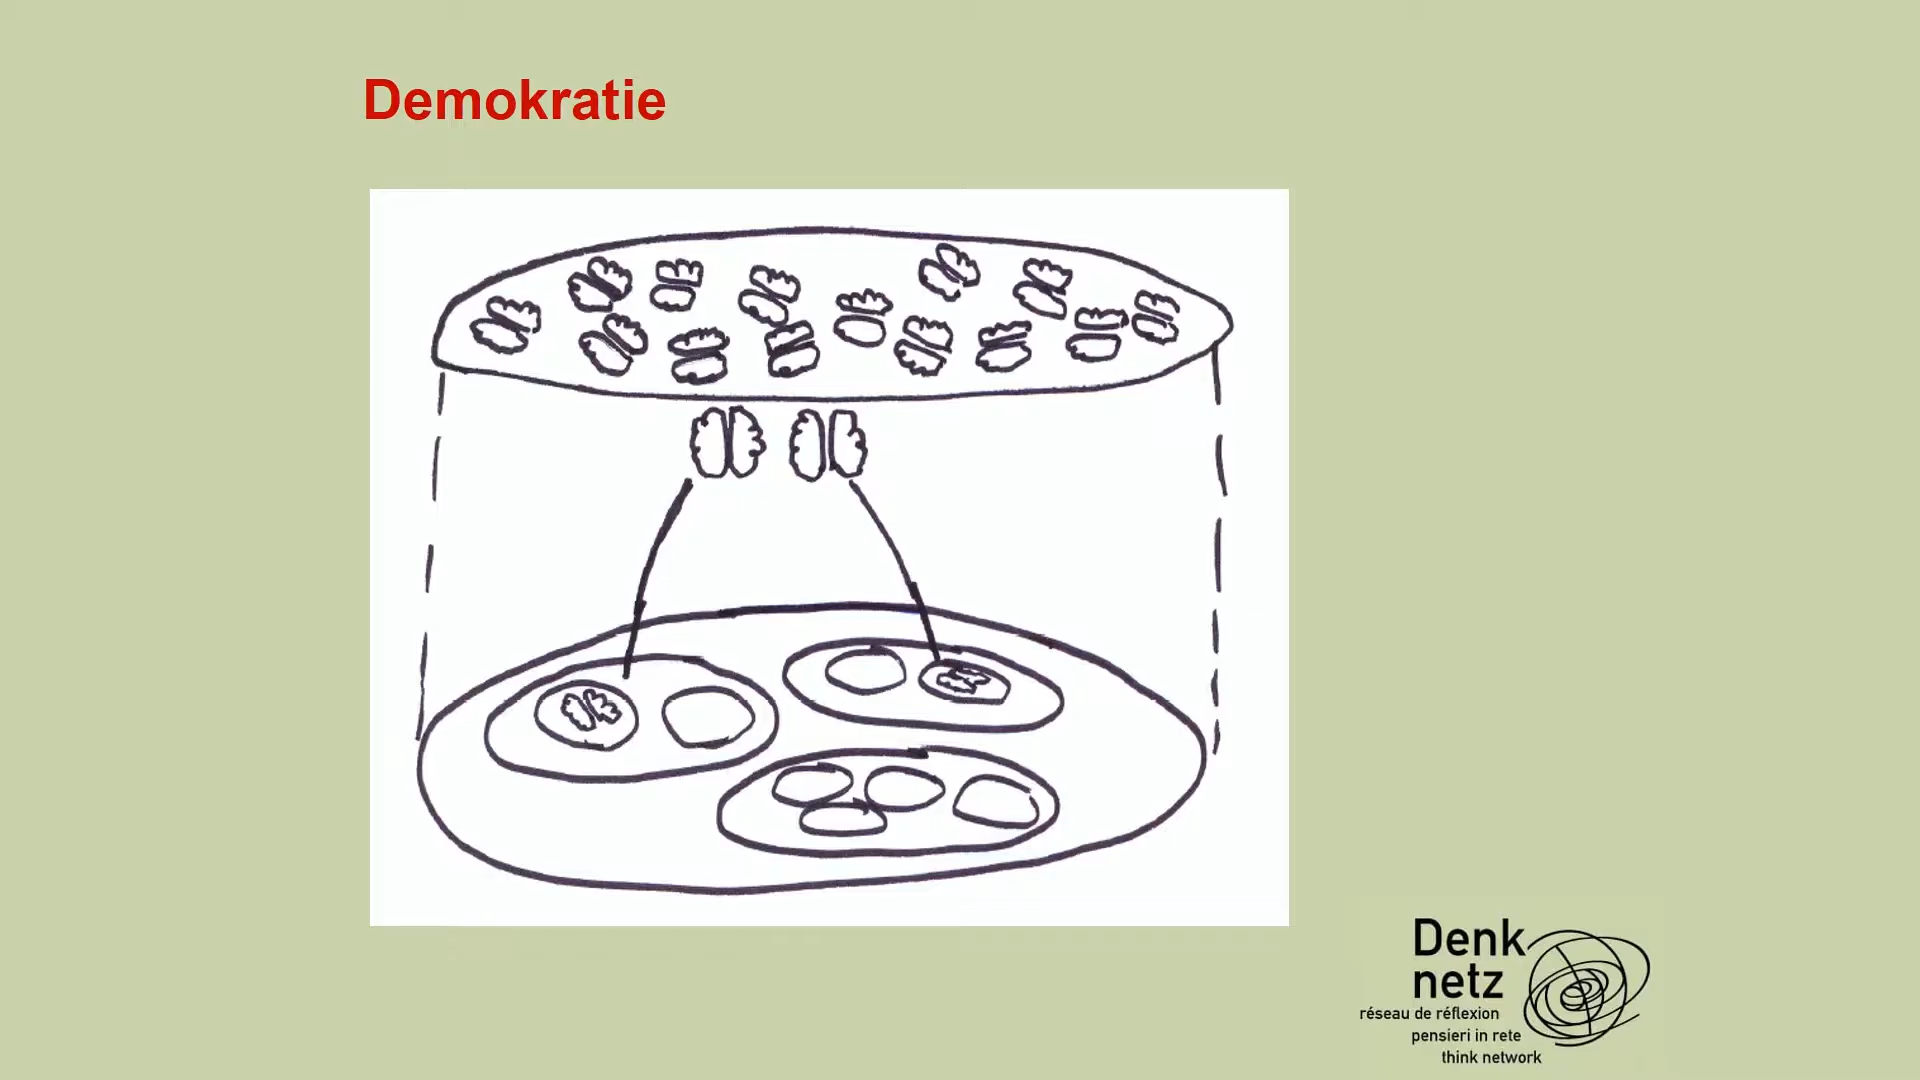 Demokratie
Denk
netz
réseau de réflexion
pensieri in rete
think network